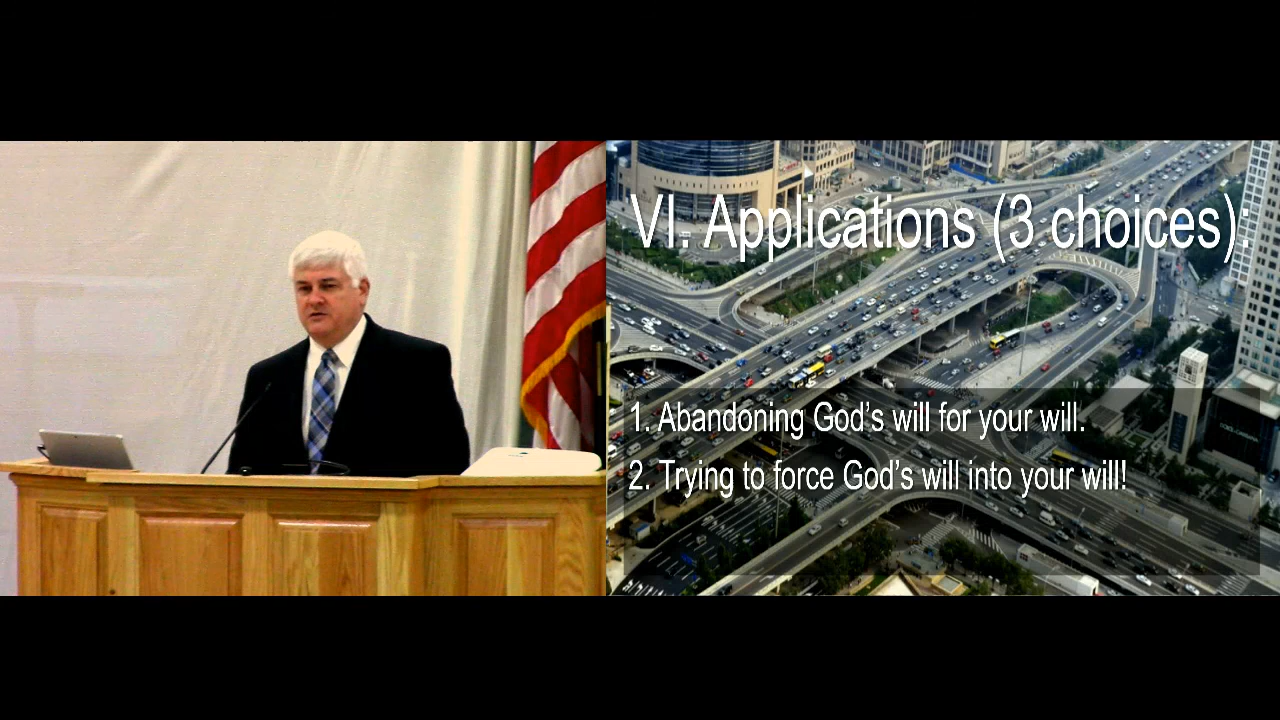 VI. Applications (3 choices):
1. Abandoning God's will for your will.
2. Trying to force God's will into your will!